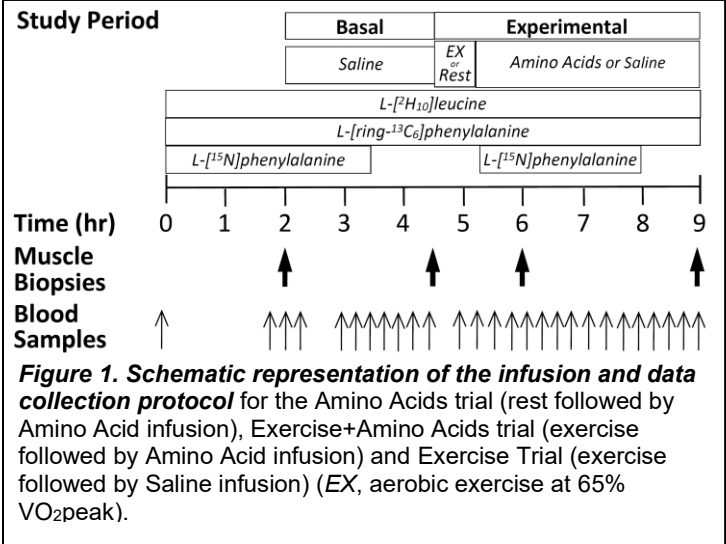 Study Period
Basal
Experimental
Saline
EX
or
Rest
Amino Acids or Saline
L-[²H₁₀]leucine
L-[ring-¹³C₆]phenylalanine
L-[¹⁵N]phenylalanine
L-[¹⁵N]phenylalanine
Time (hr) 0 1 2 3 4 5 6 7 8 9
Muscle
Biopsies
Blood
Samples
Figure 1. Schematic representation of the infusion and data
collection protocol for the Amino Acids trial (rest followed by
Amino Acid infusion), Exercise+Amino Acids trial (exercise
followed by Amino Acid infusion) and Exercise Trial (exercise
followed by Saline infusion) (EX, aerobic exercise at 65%
VO₂peak).